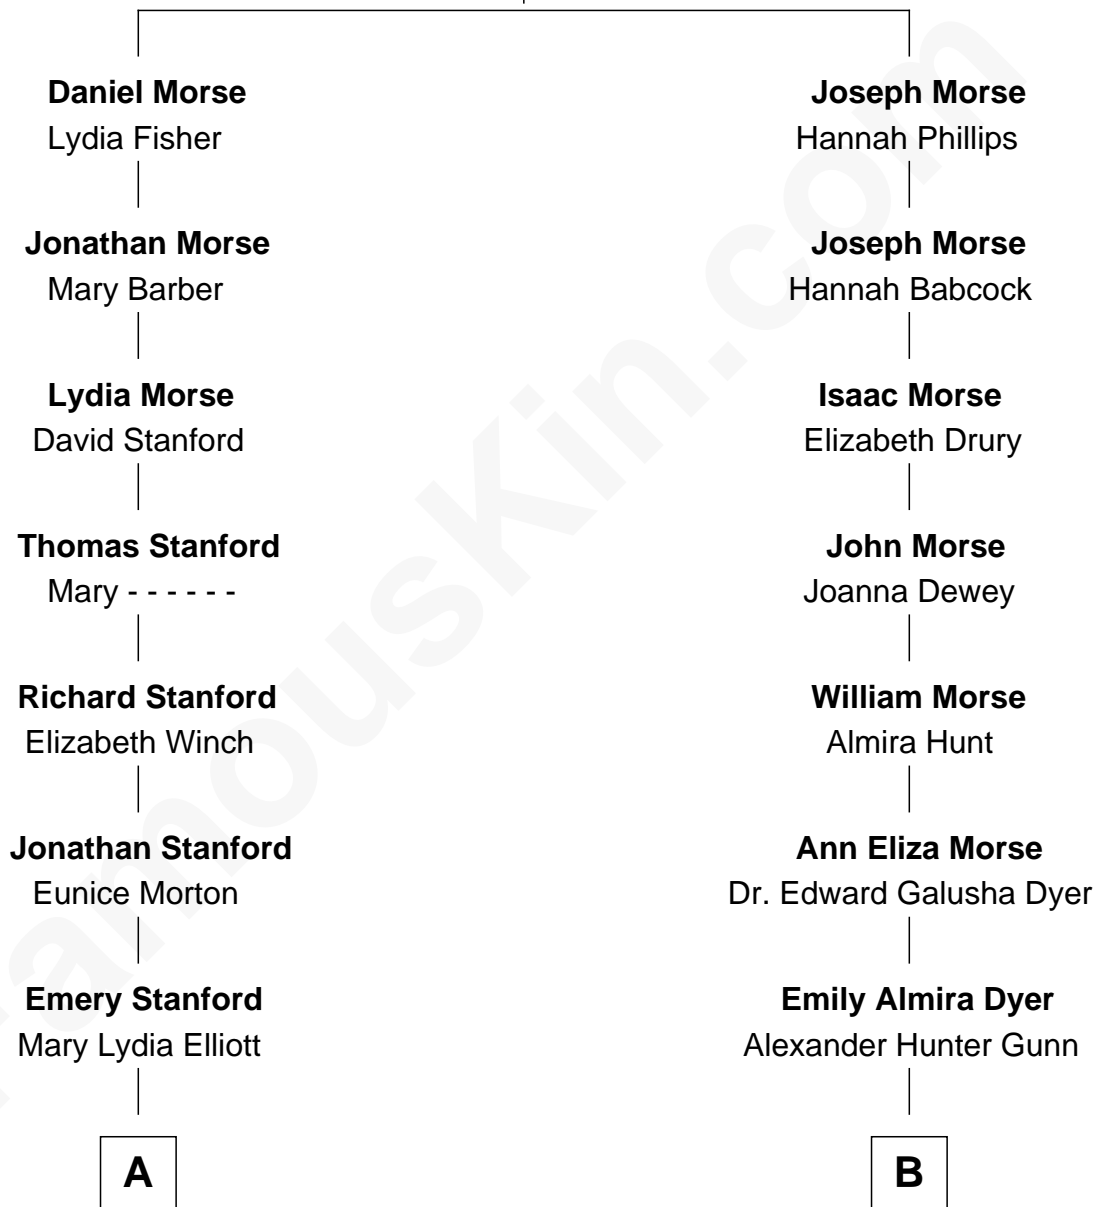 Daniel Morse
Lydia Fisher
Jonathan Morse
Mary Barber
Lydia Morse
David Stanford
Thomas Stanford
Mary - - - - - -
Richard Stanford
Elizabeth Winch
Jonathan Stanford
Eunice Morton
Emery Stanford
Mary Lydia Elliott
A
Joseph Morse
Hannah Phillips
Joseph Morse
Hannah Babcock
Isaac Morse
Elizabeth Drury
John Morse
Joanna Dewey
William Morse
Almira Hunt
Ann Eliza Morse
Dr. Edward Galusha Dyer
Emily Almira Dyer
Alexander Hunter Gunn
B
FamousKin.com